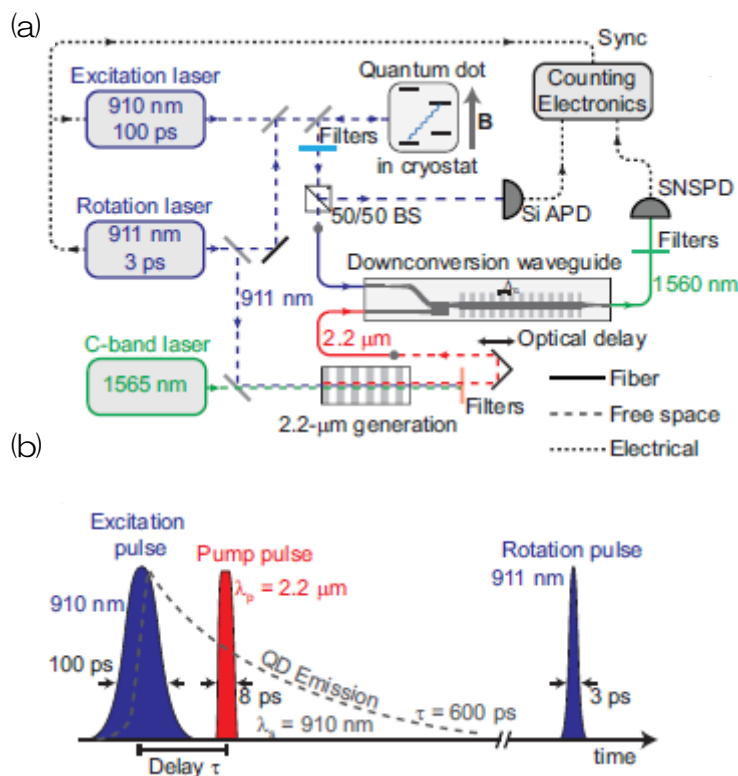 (a)
Sync
Excitation laser
910 nm
100 ps
Quantum dot
B
in cryostat
Filters
Counting
Electronics
SNSPD
Rotation laser
911 nm
3 ps
50/50 BS
Si APD
Filters
911 nm
Downconversion waveguide
1560 nm
2.2 μm
Optical delay
C-band laser
1565 nm
Filters
2.2-μm generation
Fiber
Free space
Electrical
(b)
Excitation
pulse
Pump pulse
λp = 2.2 μm
Rotation pulse
911 nm
910 nm
100 ps
QD Emission
8 ps
λs = 910 nm
τ = 600 ps
3 ps
time
Delay τ